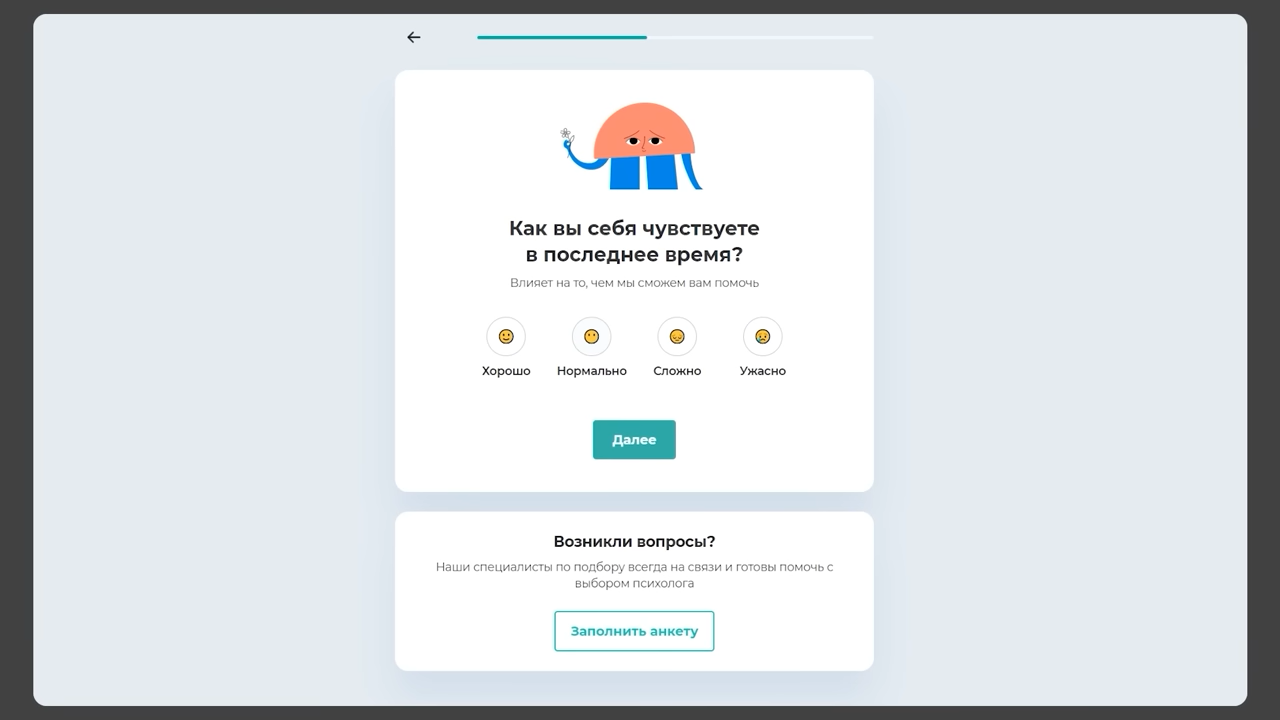 Как вы себя чувствуете
в последнее время?
Влияет на то, чем мы сможем вам помочь
Хорошо
Нормально
Сложно
Ужасно
Далее
Возникли вопросы?
Наши специалисты по подбору всегда на связи и готовы помочь с
выбором психолога
Заполнить анкету